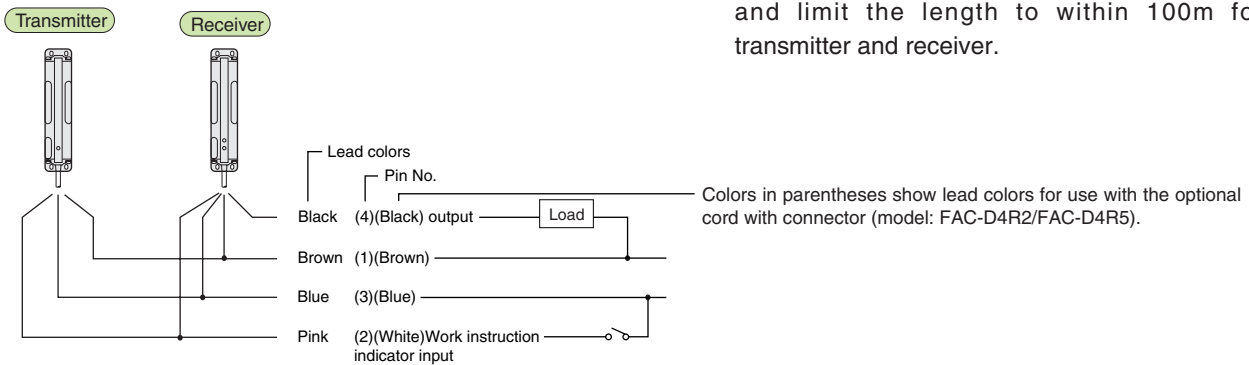 and limit the length to within 100m fo
transmitter and receiver.
Transmitter
Receiver
Lead colors
Pin No.
Black (4)(Black) output
Load
Colors in parentheses show lead colors for use with the optional
cord with connector (model: FAC-D4R2/FAC-D4R5).
Brown (1)(Brown)
Blue (3)(Blue)
Pink (2)(White)Work instruction
indicator input